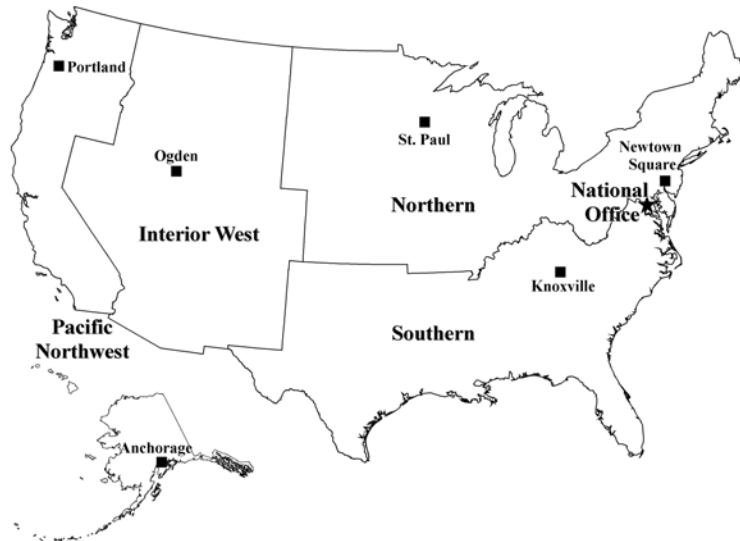 Portland
St. Paul
Ogden
Newtown
Square
National
Office
Northern
Interior West
Knoxville
Southern
Pacific
Northwest
Anchorage